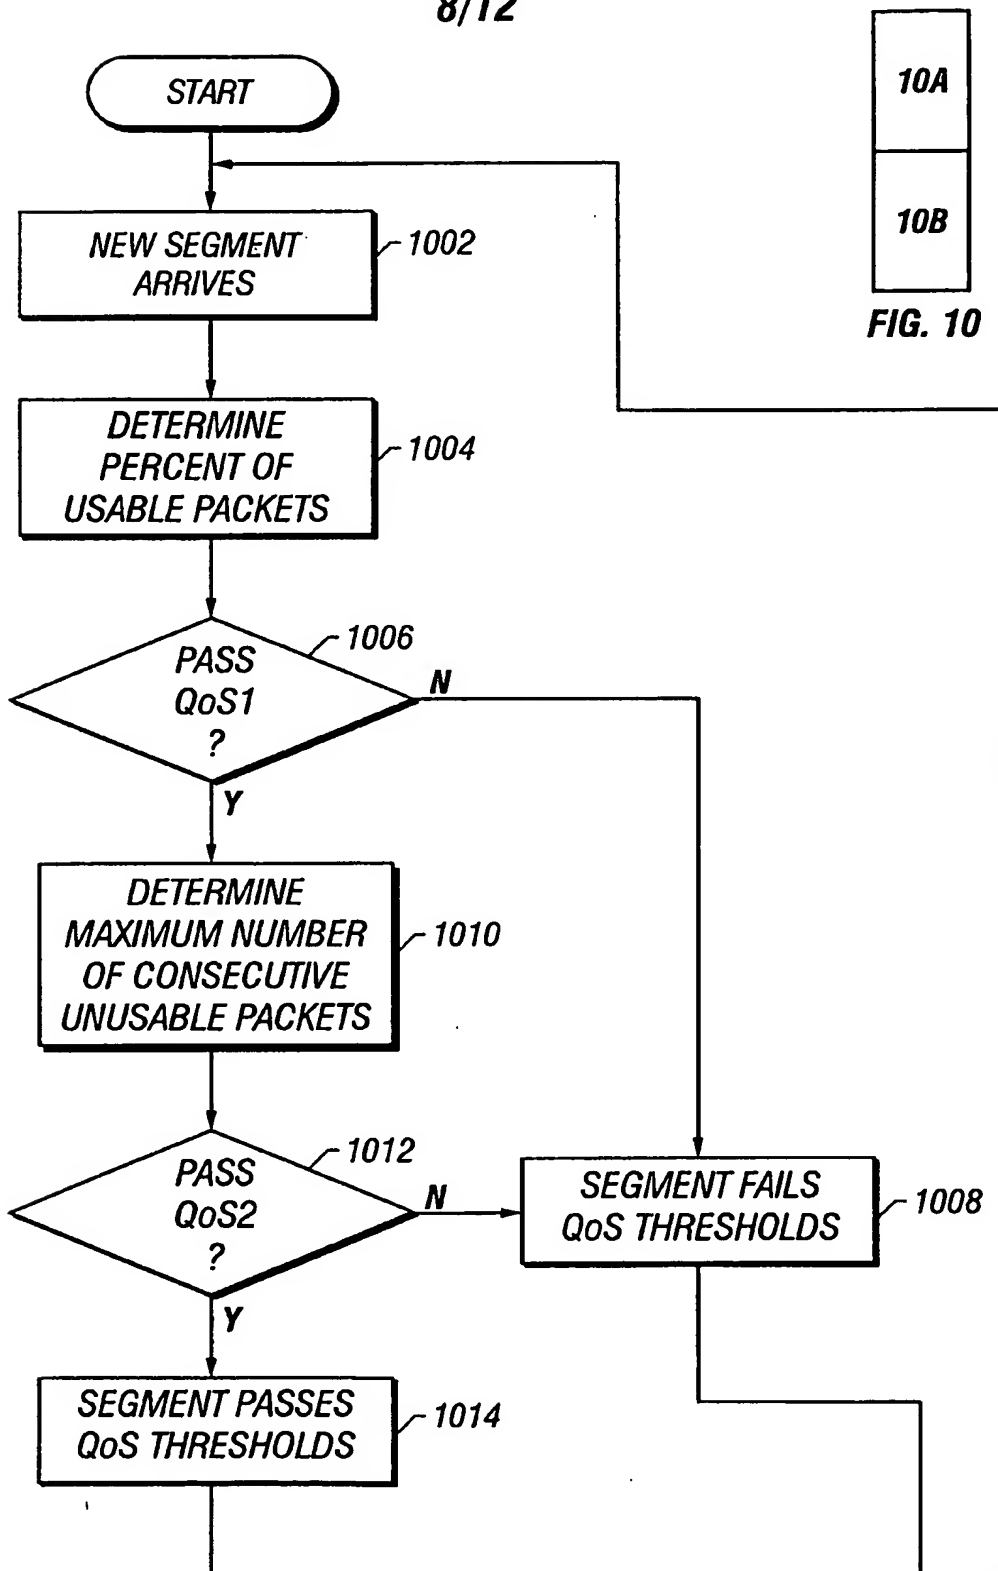 8/12
START
NEW SEGMENT
ARRIVES
1002
DETERMINE
PERCENT OF
USABLE PACKETS
1004
PASS
QoS1
?
1006
N
Y
DETERMINE
MAXIMUM NUMBER
OF CONSECUTIVE
UNUSABLE PACKETS
1010
PASS
QoS2
?
1012
N
Y
SEGMENT FAILS
QoS THRESHOLDS
1008
SEGMENT PASSES
QoS THRESHOLDS
1014
10A
10B
FIG. 10